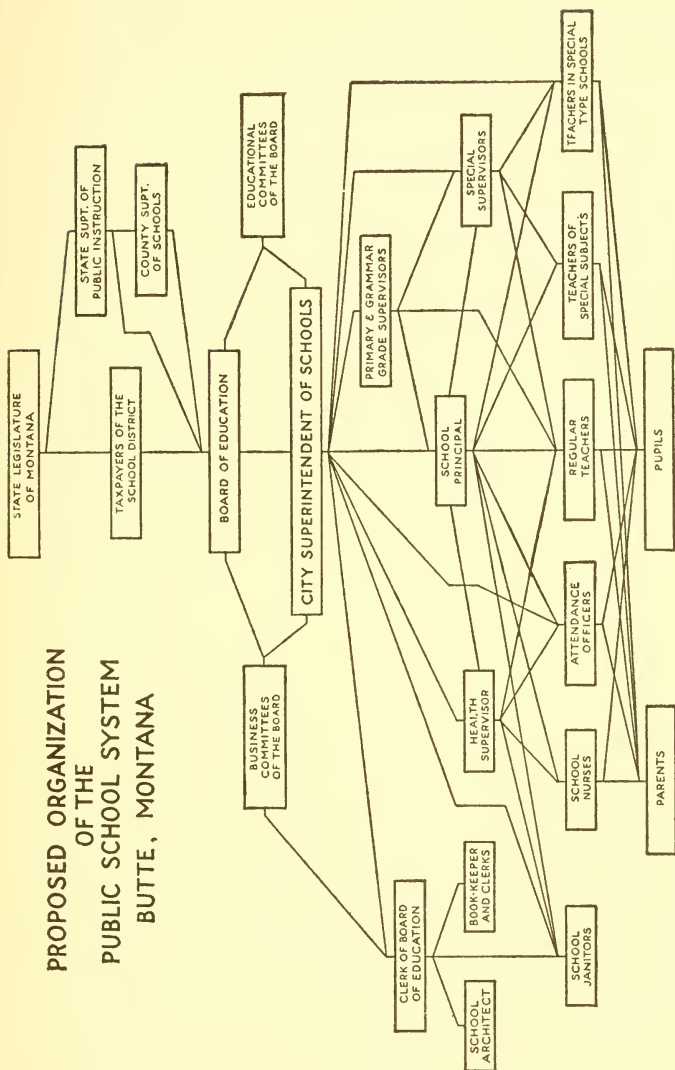 PROPOSED ORGANIZATION
OF THE
PUBLIC SCHOOL SYSTEM
BUTTE, MONTANA
STATE LEGISLATURE
OF MONTANA
STATE SUPT. OF
PUBLIC INSTRUCTION
TAXPAYERS OF THE
SCHOOL DISTRICT
COUNTY SUPT.
OF SCHOOLS
BOARD OF EDUCATION
BUSINESS
COMMITTEES
OF THE BOARD
EDUCATIONAL
COMMITTEES
OF THE BOARD
CITY SUPERINTENDENT OF SCHOOLS
PRIMARY & GRAMMAR
GRADE SUPERVISORS
CLERK OF BOARD
OF EDUCATION
HEALTH
SUPERVISOR
SCHOOL
PRINCIPAL
SPECIAL
SUPERVISORS
SCHOOL
ARCHITECT
BOOK-KEEPER
AND CLERKS
SCHOOL
JANITORS
SCHOOL
NURSES
ATTENDANCE
OFFICERS
REGULAR
TEACHERS
TEACHERS OF
SPECIAL SUBJECTS
TEACHERS IN SPECIAL
TYPE SCHOOLS
PARENTS
PUPILS